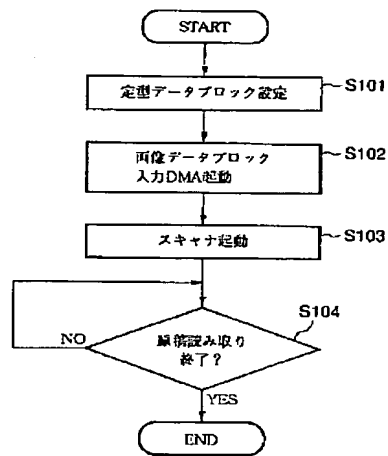 START
定型データブロック設定
S101
画像データブロック
入力DMA起動
S102
スキャナ起動
S103
原稿読み取り
終了?
S104
NO
YES
END